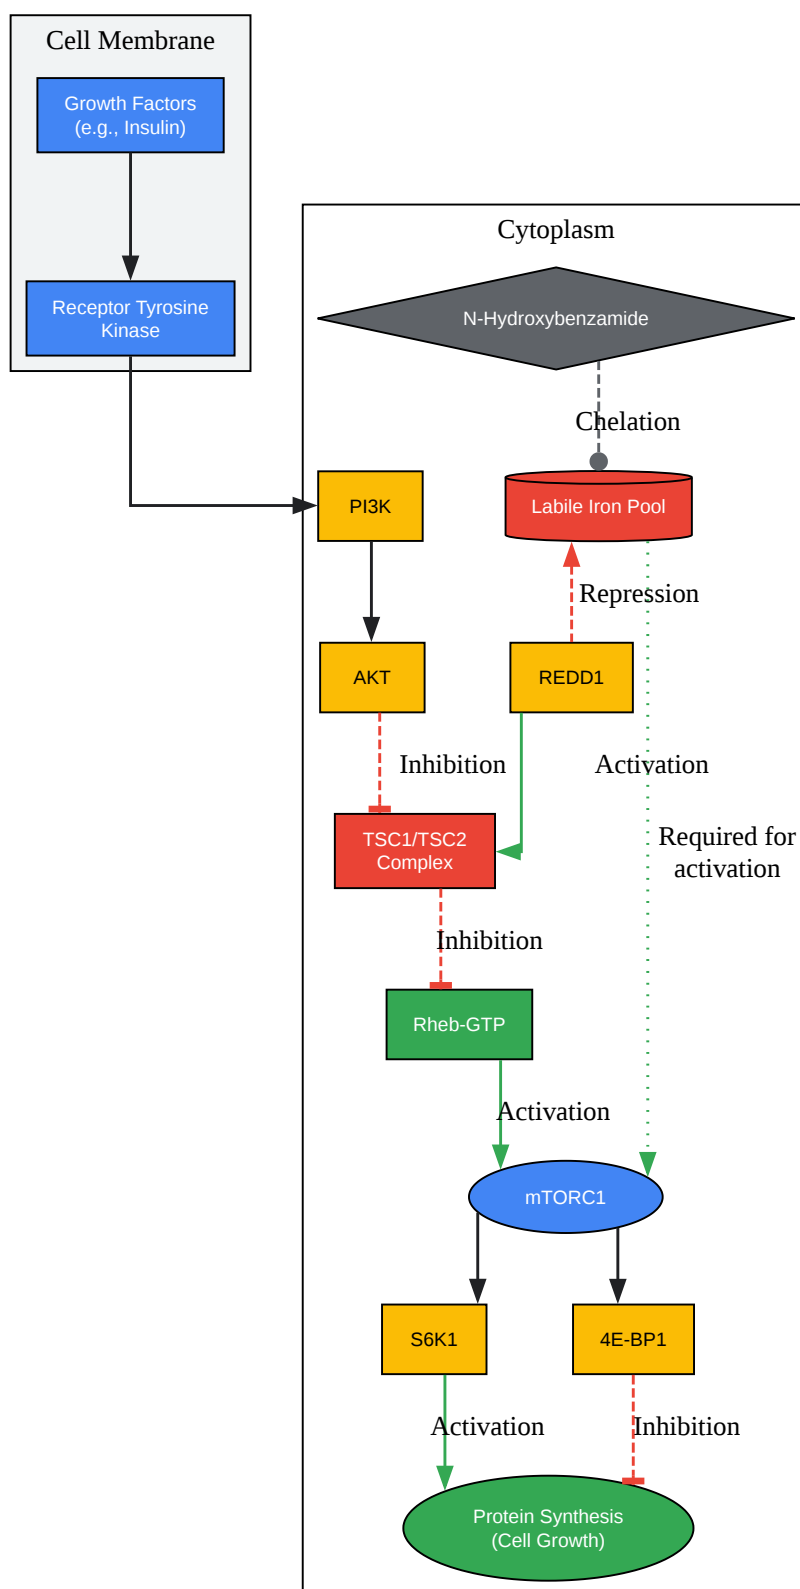 Cell Membrane
Growth Factors
(e.g., Insulin)
Receptor Tyrosine
Kinase
Cytoplasm
N-Hydroxybenzamide
Chelation
PI3K
Labile Iron Pool
Repression
AKT
REDD1
Inhibition
Activation
TSC1/TSC2
Complex
Required for
activation
Inhibition
Rheb-GTP
Activation
mTORC1
S6K1
4E-BP1
Activation
Inhibition
Protein Synthesis
(Cell Growth)